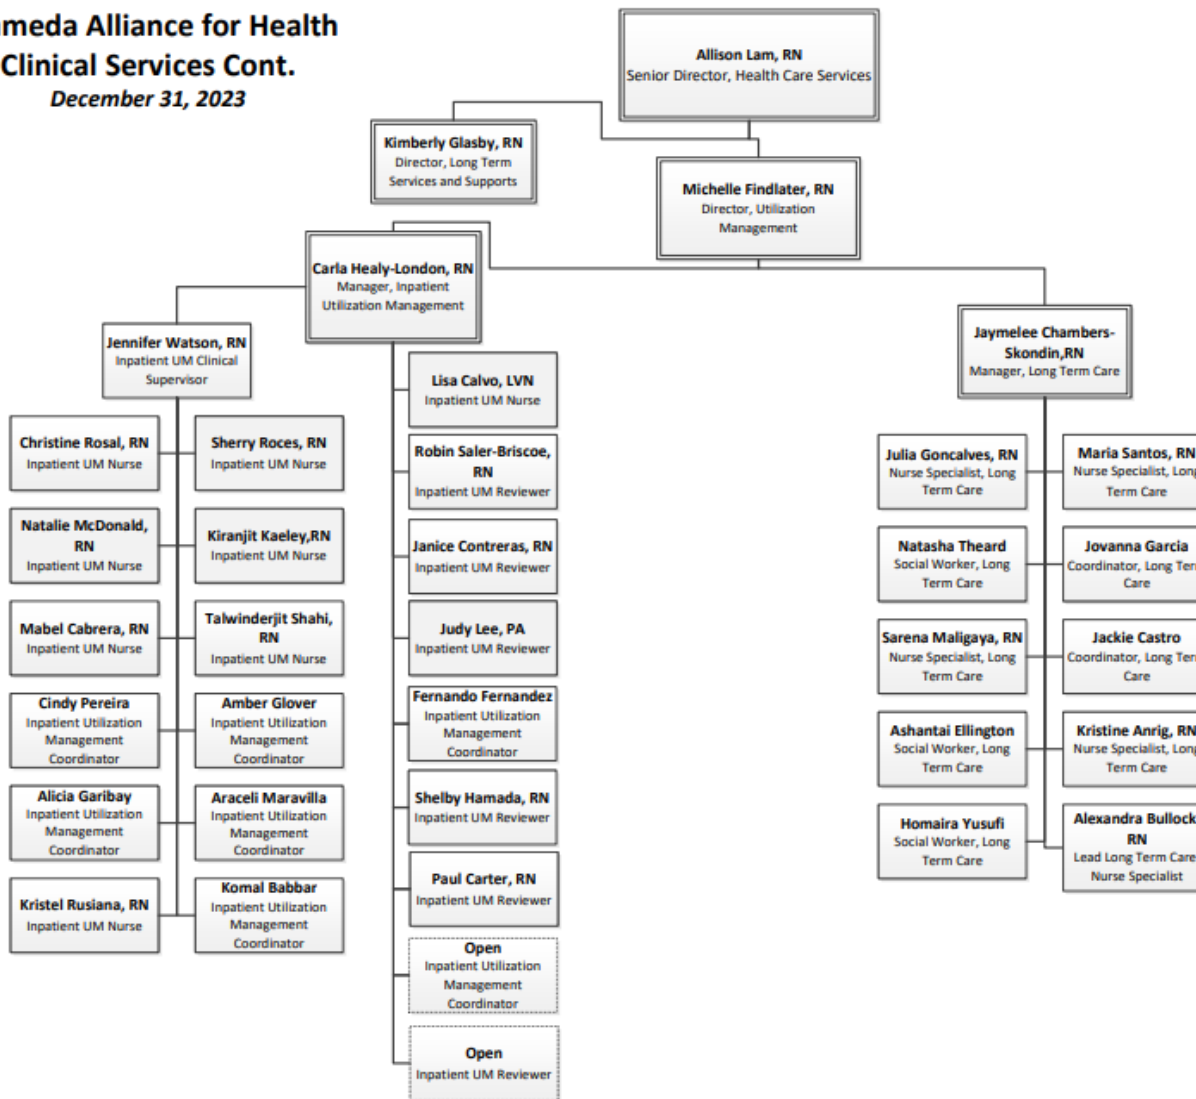 meda Alliance for Health
Clinical Services Cont.
December 31, 2023
Allison Lam, RN
Senior Director, Health Care Services
Kimberly Glasby, RN
Director, Long Term
Services and Supports
Michelle Findlater, RN
Director, Utilization
Management
Carla Healy-London, RN
Manager, Inpatient
Utilization Management
Jennifer Watson, RN
Inpatient UM Clinical
Supervisor
Christine Rosal, RN
Inpatient UM Nurse
Sherry Roces, RN
Inpatient UM Nurse
Natalie McDonald,
RN
Inpatient UM Nurse
Kiranjit Kaeley,RN
Inpatient UM Nurse
Mabel Cabrera, RN
Inpatient UM Nurse
Talwinderjit Shahi,
RN
Inpatient UM Nurse
Cindy Pereira
Inpatient Utilization
Management
Coordinator
Amber Glover
Inpatient Utilization
Management
Coordinator
Alicia Garibay
Inpatient Utilization
Management
Coordinator
Araceli Maravilla
Inpatient Utilization
Management
Coordinator
Kristel Rusiana, RN
Inpatient UM Nurse
Komal Babbar
Inpatient Utilization
Management
Coordinator
Lisa Calvo, LVN
Inpatient UM Nurse
Robin Saler-Briscoe,
RN
Inpatient UM Reviewer
Janice Contreras, RN
Inpatient UM Reviewer
Judy Lee, PA
Inpatient UM Reviewer
Fernando Fernandez
Inpatient Utilization
Management
Coordinator
Shelby Hamada, RN
Inpatient UM Reviewer
Paul Carter, RN
Inpatient UM Reviewer
Open
Inpatient Utilization
Management
Coordinator
Open
Inpatient UM Reviewer
Jaymelee Chambers-
Skondin,RN
Manager, Long Term Care
Julia Goncalves, RN
Nurse Specialist, Long
Term Care
Maria Santos, RN
Nurse Specialist, Long
Term Care
Natasha Theard
Social Worker, Long
Term Care
Jovanna Garcia
Coordinator, Long Term
Care
Sarena Maligaya, RN
Nurse Specialist, Long
Term Care
Jackie Castro
Coordinator, Long Term
Care
Ashantai Ellington
Social Worker, Long
Term Care
Kristine Anrig, RN
Nurse Specialist, Long
Term Care
Homaira Yusufi
Social Worker, Long
Term Care
Alexandra Bullock
RN
Lead Long Term Care
Nurse Specialist